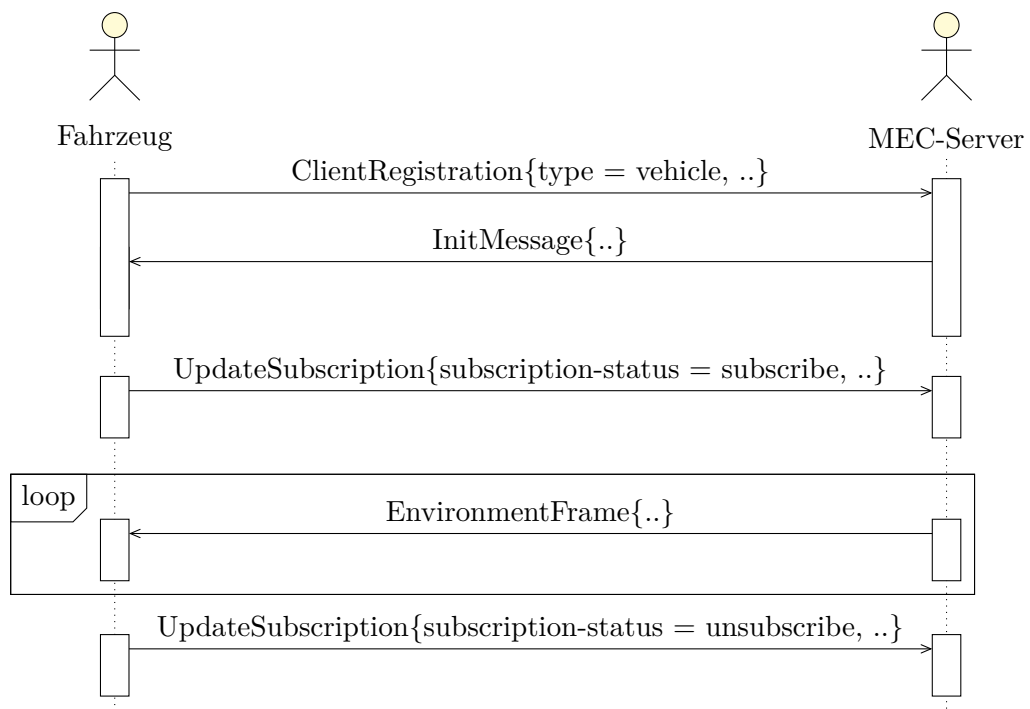 Fahrzeug
MEC-Server
ClientRegistration{type = vehicle, ..}
InitMessage{..}
UpdateSubscription{subscription-status = subscribe, ..}
loop
EnvironmentFrame{..}
UpdateSubscription{subscription-status = unsubscribe, ..}